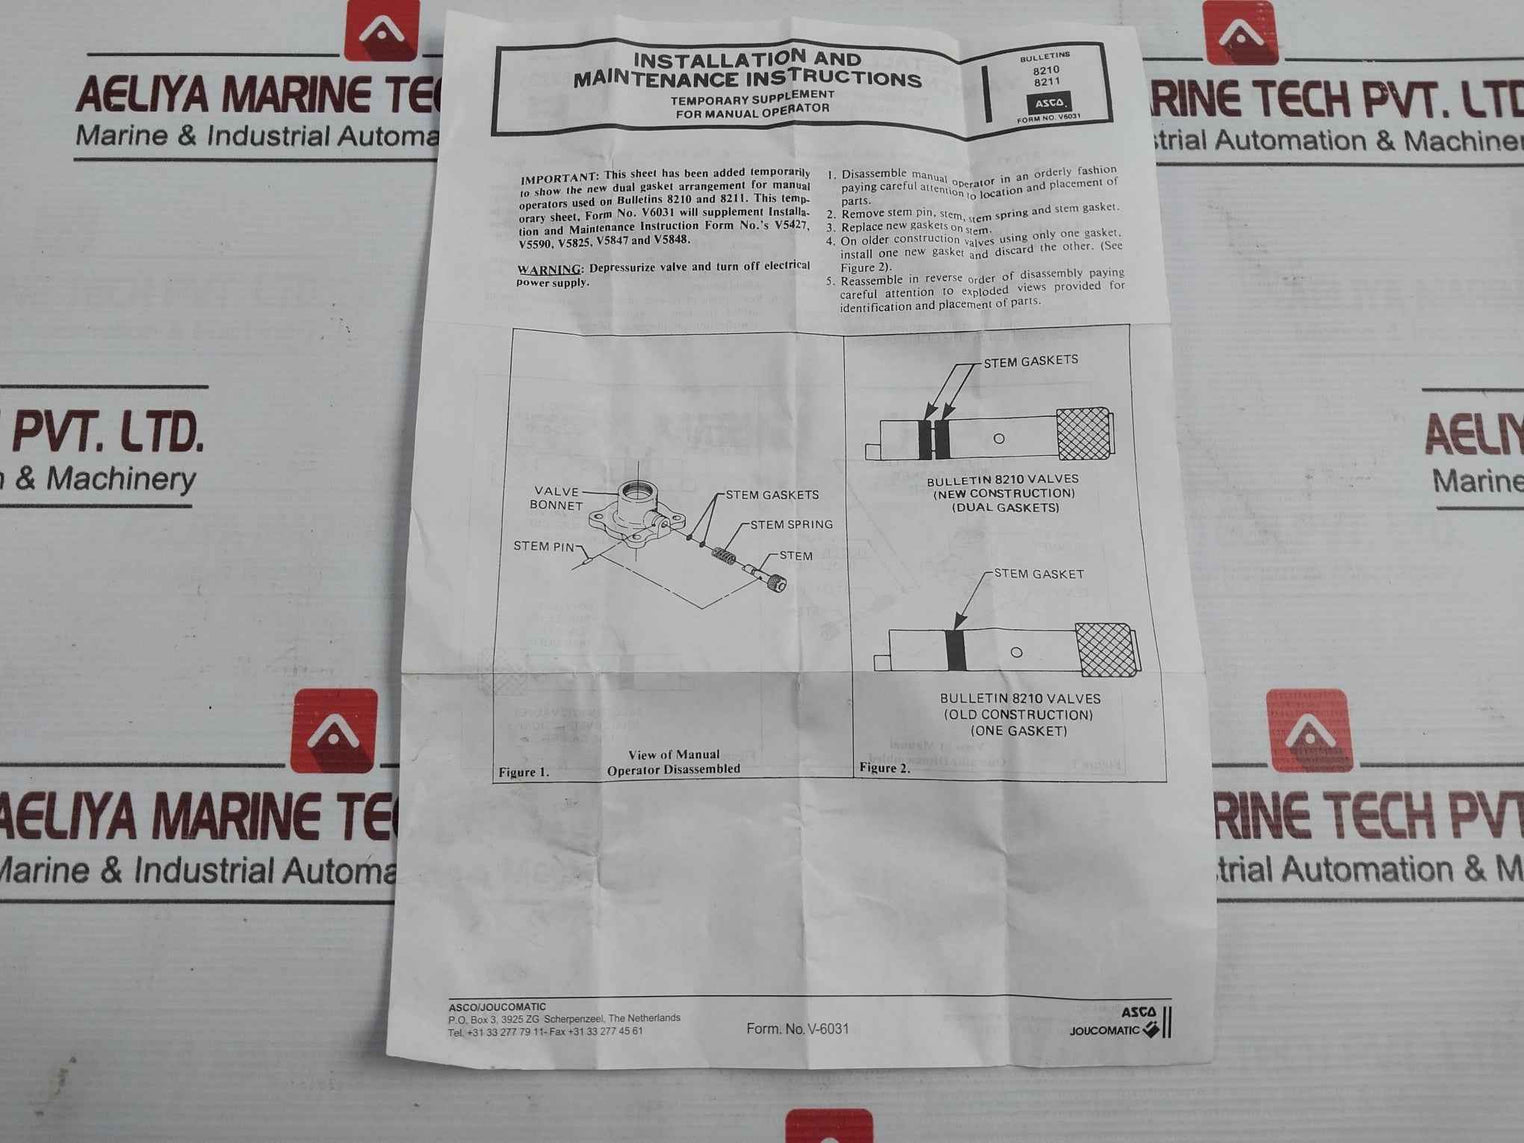 INSTALLATION AND
MAINTENANCE INSTRUCTIONS
TEMPORARY SUPPLEMENT
FOR MANUAL OPERATOR
BULLETINS
8210
8211
ASCO
FORM NO. V6031
IMPORTANT: This sheet has been added temporarily
to show the new dual gasket arrangement for manual
operators used on Bulletins 8210 and 8211. This temp-
orary sheet, Form No. V6031 will supplement Installa-
tion and Maintenance Instruction Form No.'s V5427,
V5590, V5825, V5847 and V5848.
WARNING: Depressurize valve and turn off electrical
power supply.
1. Disassemble manual operator in an orderly fashion
paying careful attention to location and placement of
parts.
2. Remove stem pin, stem, stem spring and stem gasket.
3. Replace new gaskets on stem.
4. On older construction valves using only one gasket,
install one new gasket and discard the other. (See
Figure 2).
5. Reassemble in reverse order of disassembly paying
careful attention to exploded views provided for
identification and placement of parts.
VALVE
BONNET
STEM PIN
STEM GASKETS
STEM SPRING
STEM
View of Manual
Operator Disassembled
Figure 1.
STEM GASKETS
BULLETIN 8210 VALVES
(NEW CONSTRUCTION)
(DUAL GASKETS)
STEM GASKET
BULLETIN 8210 VALVES
(OLD CONSTRUCTION)
(ONE GASKET)
Figure 2.
ASCO/JOUCOMATIC
P.O. Box 3, 3925 ZG Scherpenzeel, The Netherlands
Tel. +31 33 277 79 11- Fax +31 33 277 45 61
Form. No. V-6031
ASCO
JOUCOMATIC
AELIYA MARINE TE
Marine & Industrial Automa
RINE TECH PVT. LTD
strial Automation & Machiner
PVT. LTD.
n & Machinery
AELIY
Marine
AELIYA MARINE TE
Marine & Industrial Automa
RINE TECH PVT
trial Automation & M